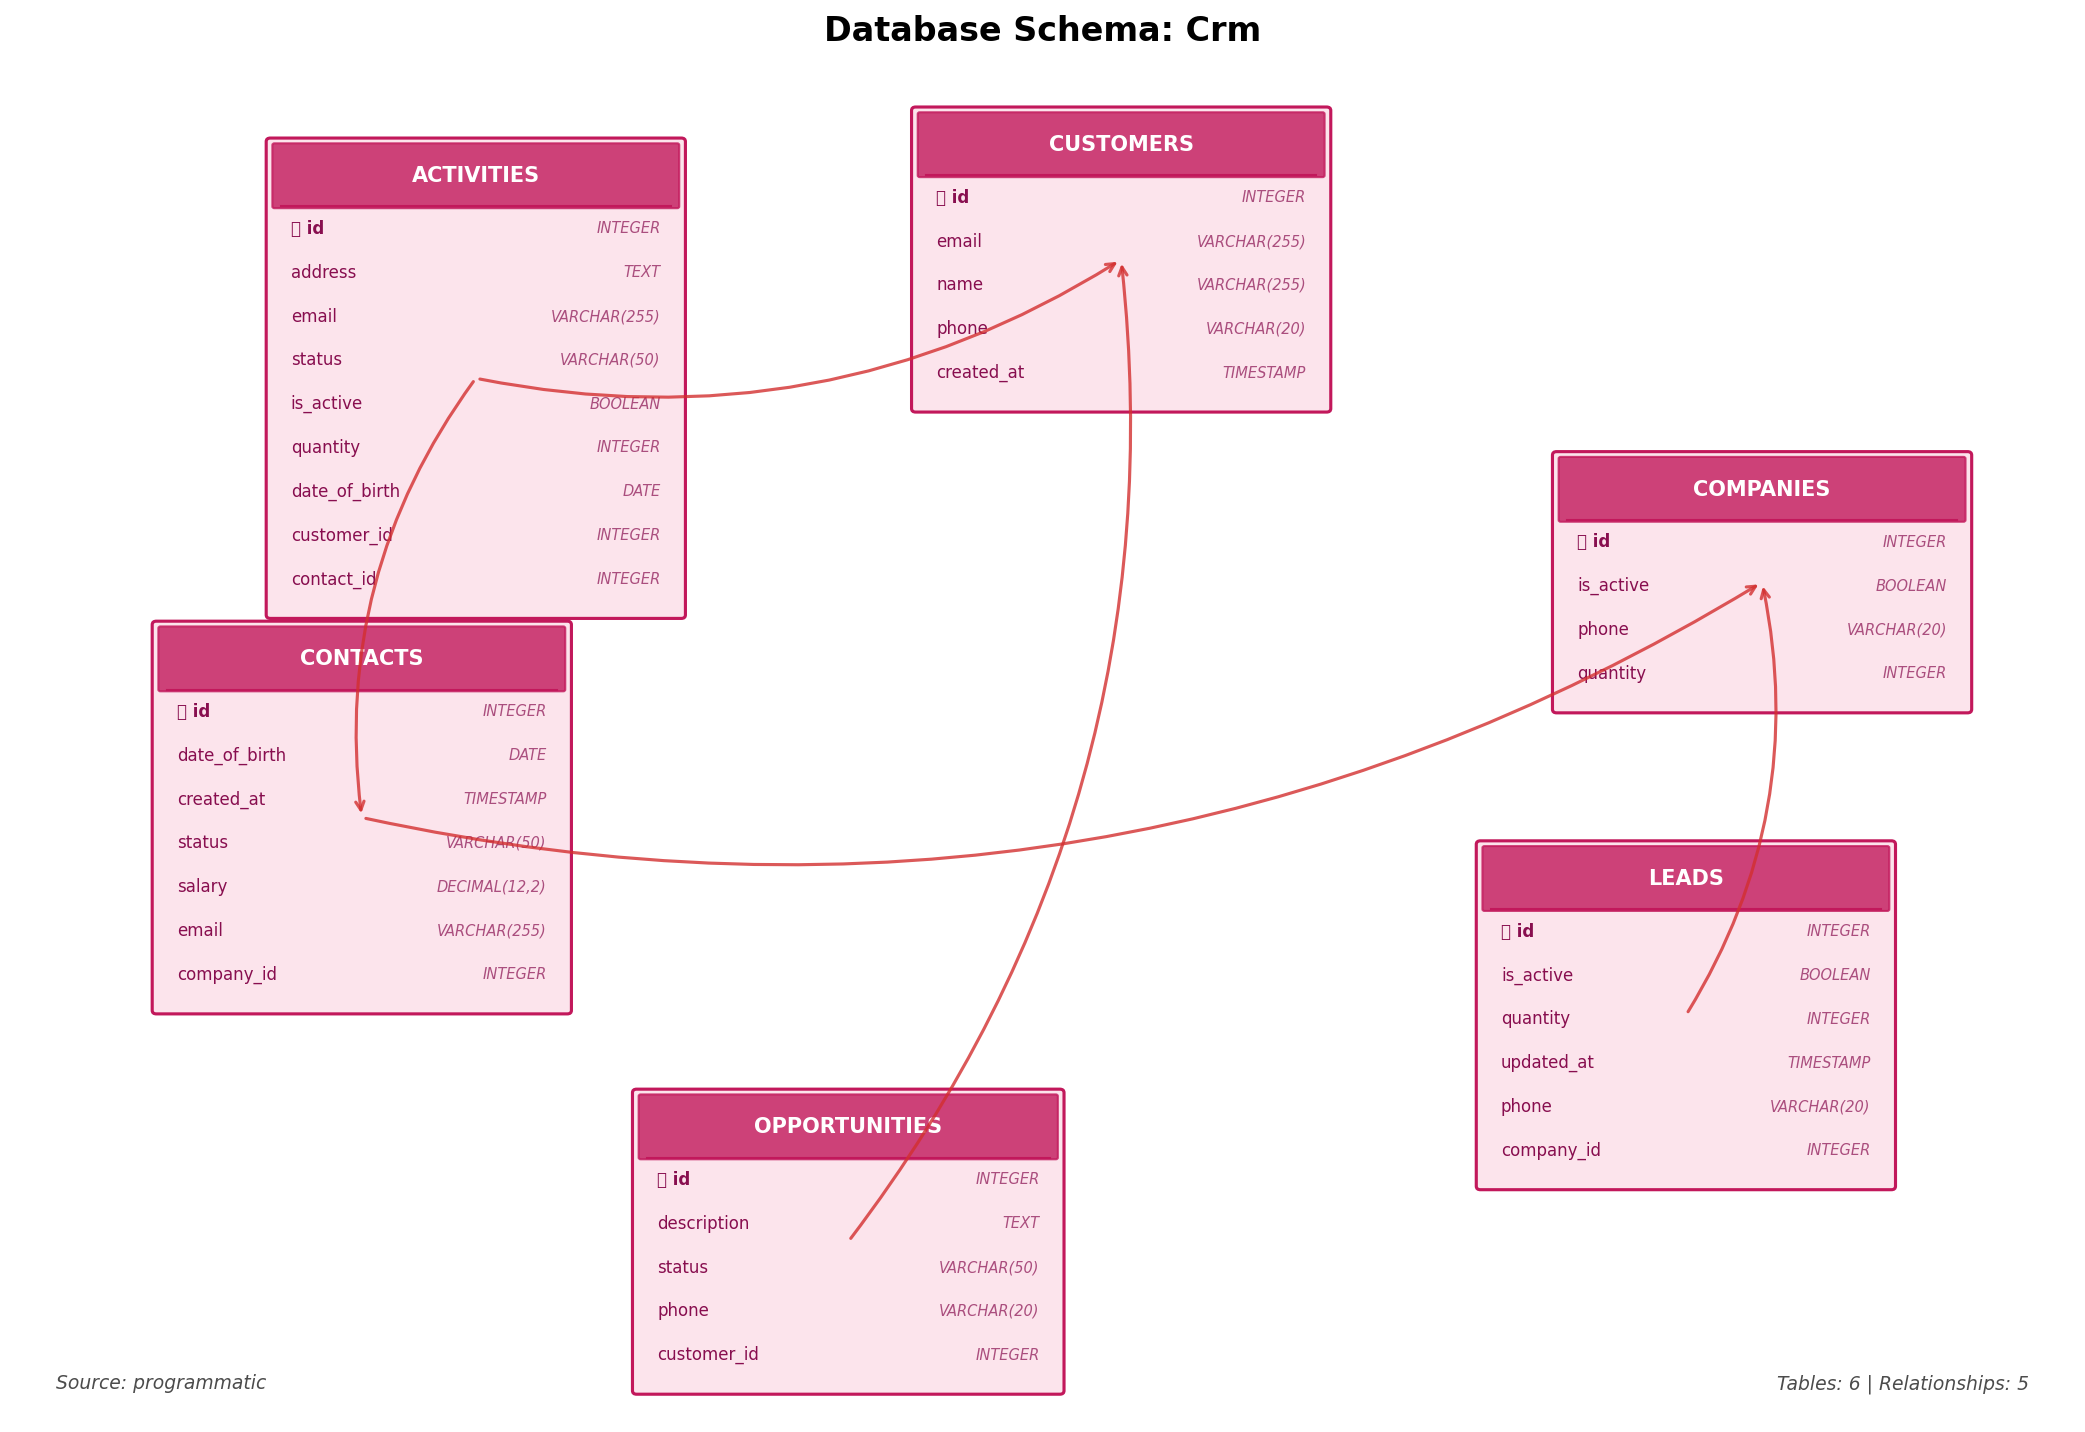 Database Schema: Crm
ACTIVITIES
id INTEGER
address TEXT
email VARCHAR(255)
status VARCHAR(50)
is_active BOOLEAN
quantity INTEGER
date_of_birth DATE
customer_id INTEGER
contact_id INTEGER
CUSTOMERS
id INTEGER
email VARCHAR(255)
name VARCHAR(255)
phone VARCHAR(20)
created_at TIMESTAMP
COMPANIES
id INTEGER
is_active BOOLEAN
phone VARCHAR(20)
quantity INTEGER
CONTACTS
id INTEGER
date_of_birth DATE
created_at TIMESTAMP
status VARCHAR(50)
salary DECIMAL(12,2)
email VARCHAR(255)
company_id INTEGER
LEADS
id INTEGER
is_active BOOLEAN
quantity INTEGER
updated_at TIMESTAMP
phone VARCHAR(20)
company_id INTEGER
OPPORTUNITIES
id INTEGER
description TEXT
status VARCHAR(50)
phone VARCHAR(20)
customer_id INTEGER
Source: programmatic
Tables: 6 | Relationships: 5